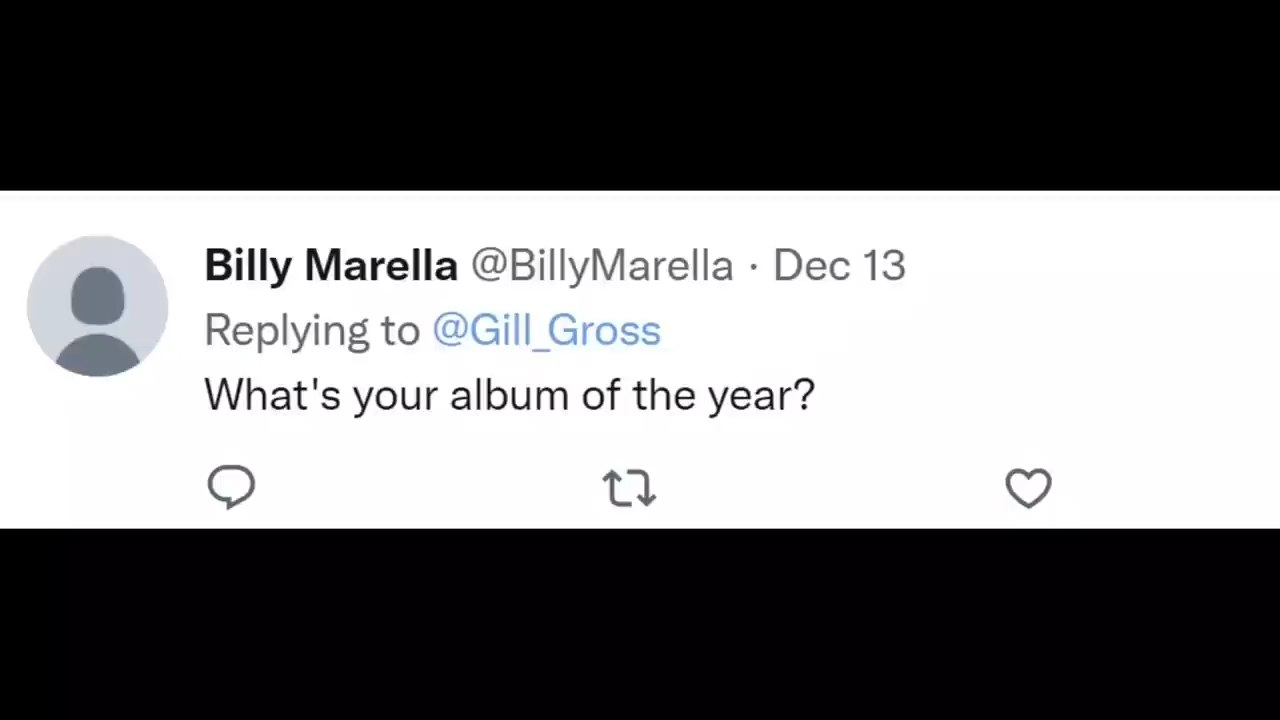 Billy Marella @BillyMarella · Dec 13
Replying to @Gill_Gross
What's your album of the year?